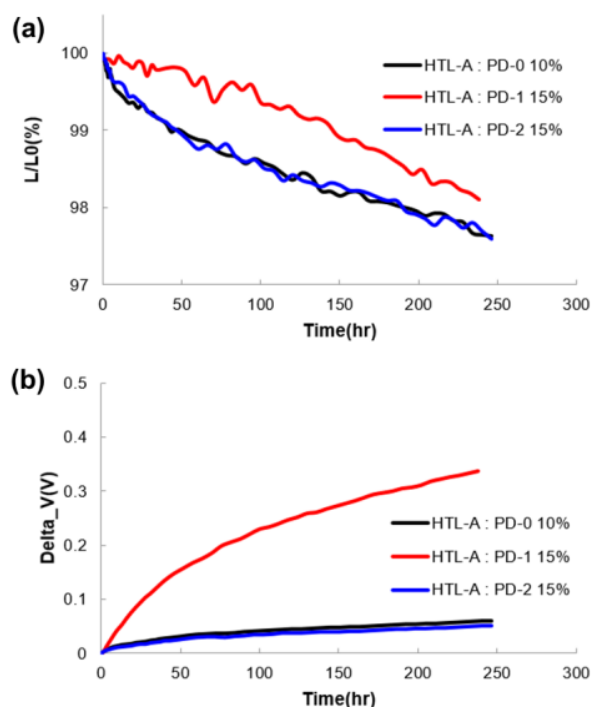 (a)
100
99
98
97
L/L0(%)
HTL-A : PD-0 10%
HTL-A : PD-1 15%
HTL-A : PD-2 15%
0 50 100 150 200 250 300
Time(hr)
(b)
0.5
0.4
0.3
0.2
0.1
0
Delta_V(V)
HTL-A : PD-0 10%
HTL-A : PD-1 15%
HTL-A : PD-2 15%
0 50 100 150 200 250 300
Time(hr)